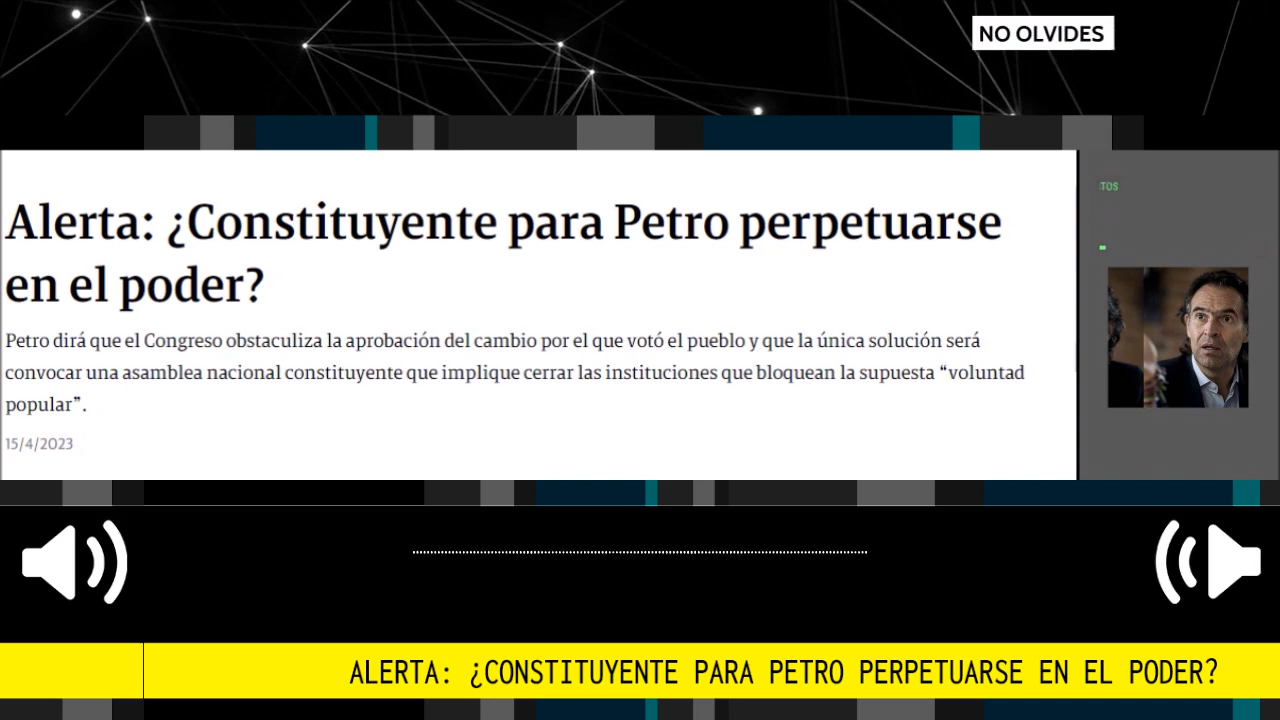 NO OLVIDES
Alerta: ¿Constituyente para Petro perpetuarse
en el poder?
Petro dirá que el Congreso obstaculiza la aprobación del cambio por el que votó el pueblo y que la única solución será
convocar una asamblea nacional constituyente que implique cerrar las instituciones que bloquean la supuesta “voluntad
popular”.
15/4/2023
TOS
ALERTA: ¿CONSTITUYENTE PARA PETRO PERPETUARSE EN EL PODER?